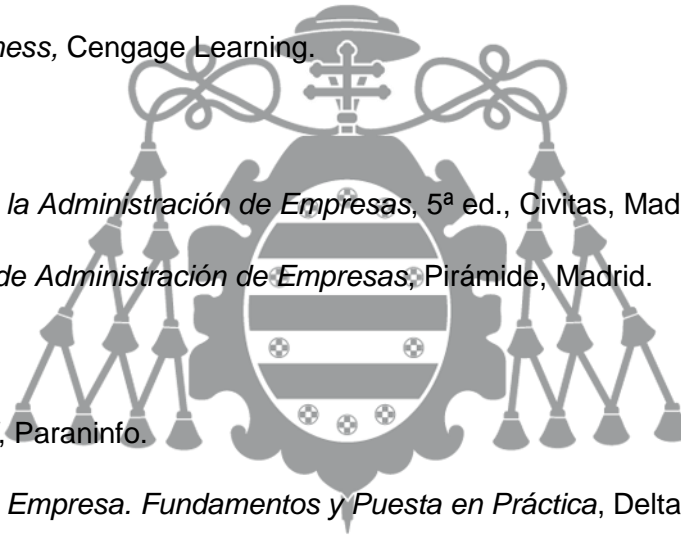 ness, Cengage Learning.
la Administración de Empresas, 5ª ed., Civitas, Mad
de Administración de Empresas, Pirámide, Madrid.
, Paraninfo.
Empresa. Fundamentos y Puesta en Práctica, Delta